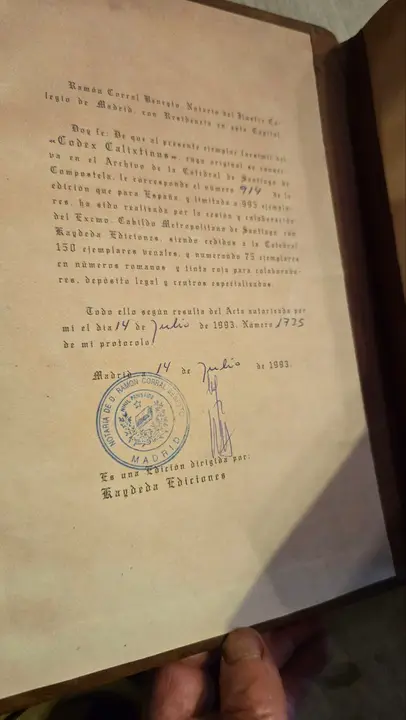 Ramón Corral Beneyto, Notario del Ilustre Co-
legio de Madrid, con Residencia en esta Capital.
Doy fe: De que al presente ejemplar facsímil del
«Codex Calixtinus», cuyo original se conser-
va en el Archivo de la Catedral de Santiago de
Compostela, le corresponde el número 914 de la
edición que para España y limitada a 995 ejempla-
res, ha sido realizada por la cesión y colaboración
del Excmo. Cabildo Metropolitano de Santiago con
Kaydeda Ediciones, siendo cedidos a la Catedral
150 ejemplares venales, y numerando 75 ejemplares
en números romanos y tinta roja para colaborado-
res, depósito legal y centros especializados.
Todo ello según resulta del Acta autorizada por
mí el día 14 de Julio de 1993. Número 1775
de mi protocolo.
Madrid, a 14 de Julio de 1993.
NOTARIA DE D. RAMON CORRAL BENEYTO
NIHIL PRIUS FIDE
MADRID
Es una Edición dirigida por:
Kaydeda Ediciones